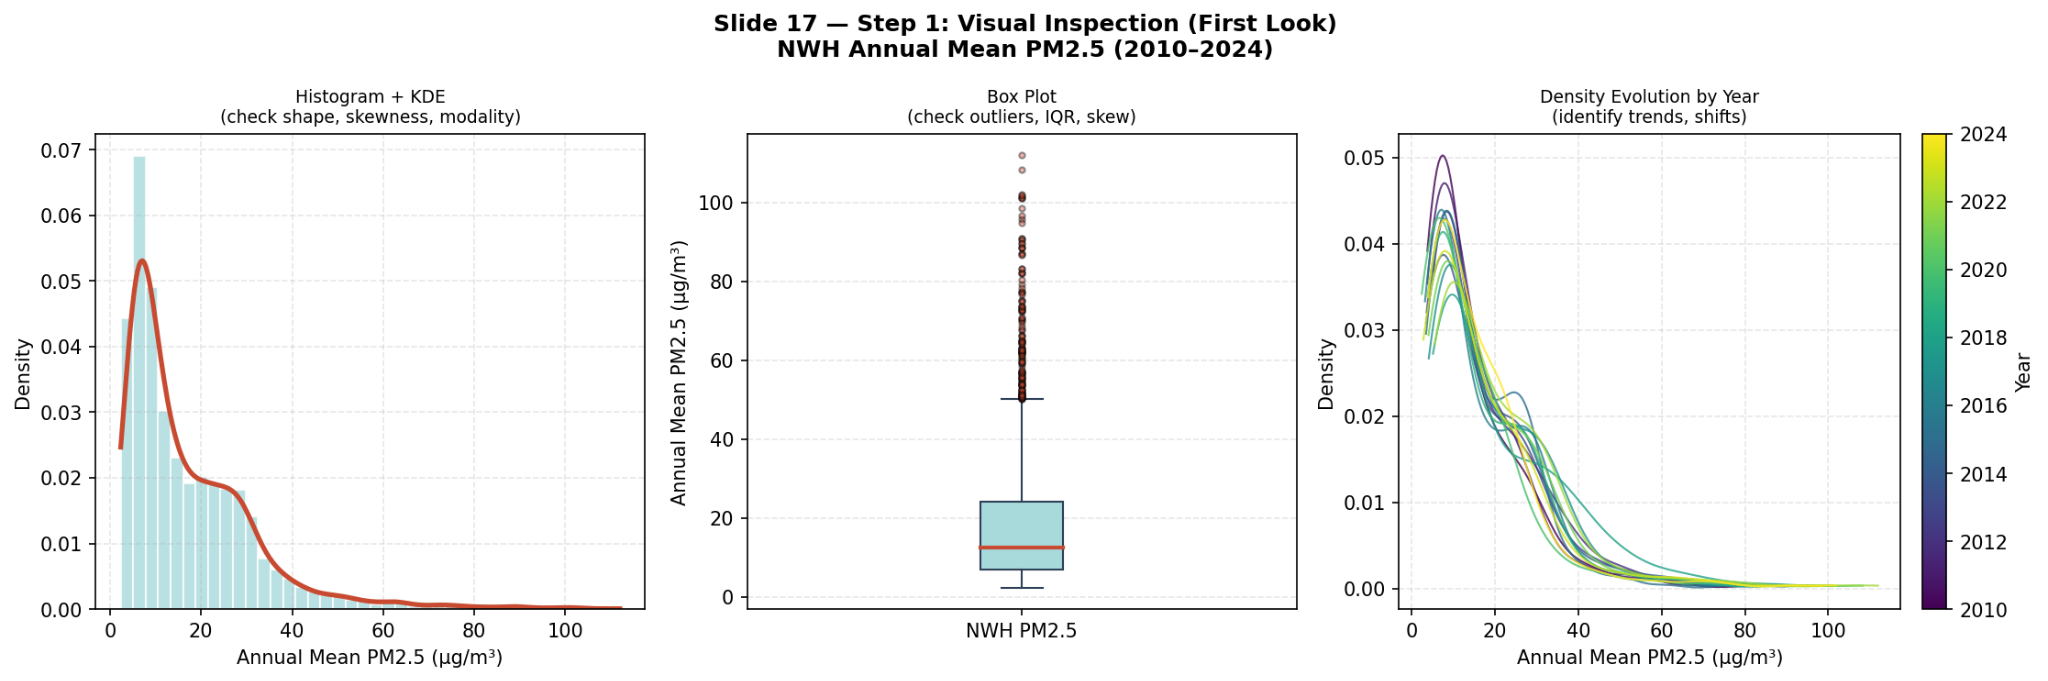 Slide 17 — Step 1: Visual Inspection (First Look)
NWH Annual Mean PM2.5 (2010–2024)
Histogram + KDE
(check shape, skewness, modality)
0.07
0.06
0.05
0.04
0.03
0.02
0.01
0.00
Density
0 20 40 60 80 100
Annual Mean PM2.5 (µg/m³)
Box Plot
(check outliers, IQR, skew)
100
80
60
40
20
0
Annual Mean PM2.5 (µg/m³)
NWH PM2.5
Density Evolution by Year
(identify trends, shifts)
0.05
0.04
0.03
0.02
0.01
0.00
Density
0 20 40 60 80 100
Annual Mean PM2.5 (µg/m³)
2024
2022
2020
2018
2016
2014
2012
2010
Year